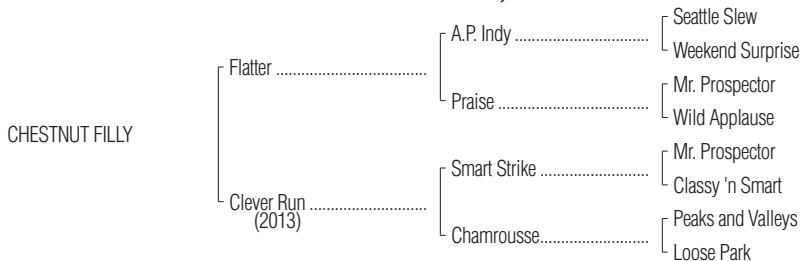 Seattle Slew
A.P. Indy ................................
Weekend Surprise
Flatter ....................................
Mr. Prospector
Praise ....................................
Wild Applause
CHESTNUT FILLY
Mr. Prospector
Smart Strike ..........................
Classy 'n Smart
Clever Run ............................
(2013)
Peaks and Valleys
Chamrousse..........................
Loose Park